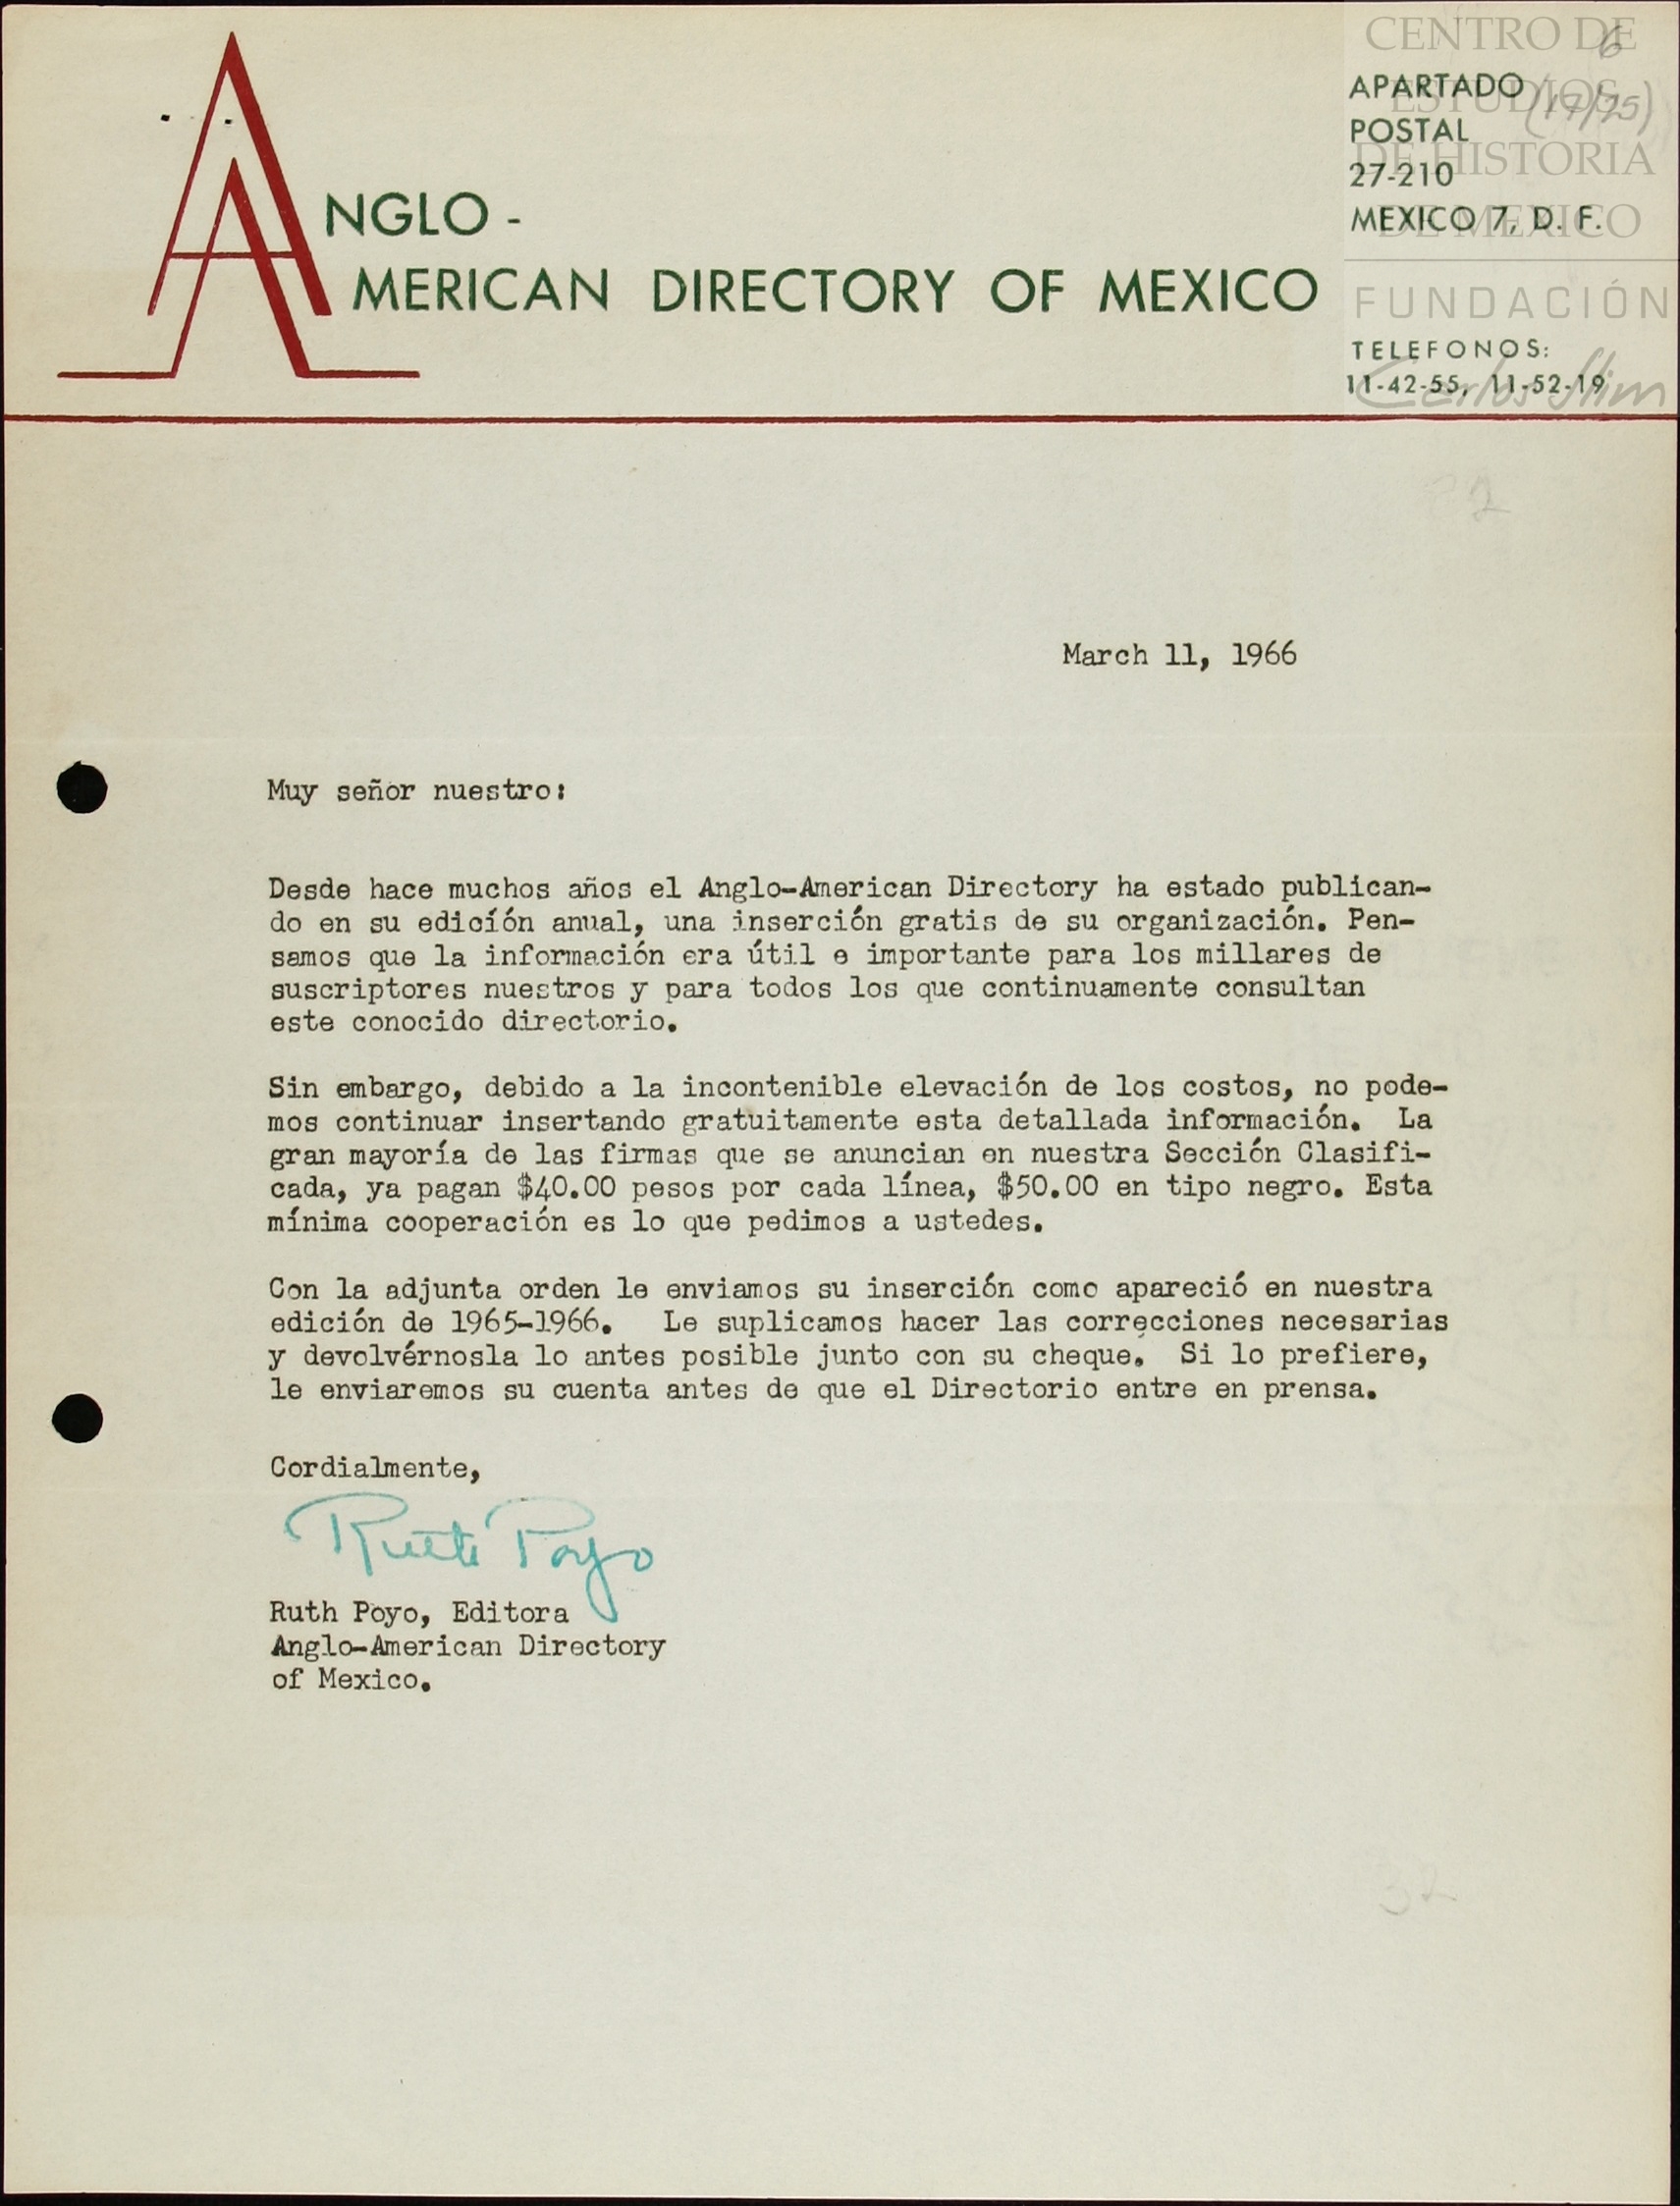 CENTRO DE
ESTUDIOS
DE HISTORIA
DE MEXICO
FUNDACIÓN
Carlos Slim
6
(17/75)
APARTADO
POSTAL
27-210
MEXICO 7, D. F.
ANGLO -
AMERICAN DIRECTORY OF MEXICO
TELEFONOS:
11-42-55, 11-52-19
March 11, 1966
Muy señor nuestro:
Desde hace muchos años el Anglo-American Directory ha estado publican-
do en su edición anual, una inserción gratis de su organización. Pen-
samos que la información era útil e importante para los millares de
suscriptores nuestros y para todos los que continuamente consultan
este conocido directorio.
Sin embargo, debido a la incontenible elevación de los costos, no pode-
mos continuar insertando gratuitamente esta detallada información. La
gran mayoría de las firmas que se anuncian en nuestra Sección Clasifi-
cada, ya pagan $40.00 pesos por cada línea, $50.00 en tipo negro. Esta
mínima cooperación es lo que pedimos a ustedes.
Con la adjunta orden le enviamos su inserción como apareció en nuestra
edición de 1965-1966. Le suplicamos hacer las correcciones necesarias
y devolvérnosla lo antes posible junto con su cheque. Si lo prefiere,
le enviaremos su cuenta antes de que el Directorio entre en prensa.
Cordialmente,
Ruth Poyo
Ruth Poyo, Editora
Anglo-American Directory
of Mexico.
32